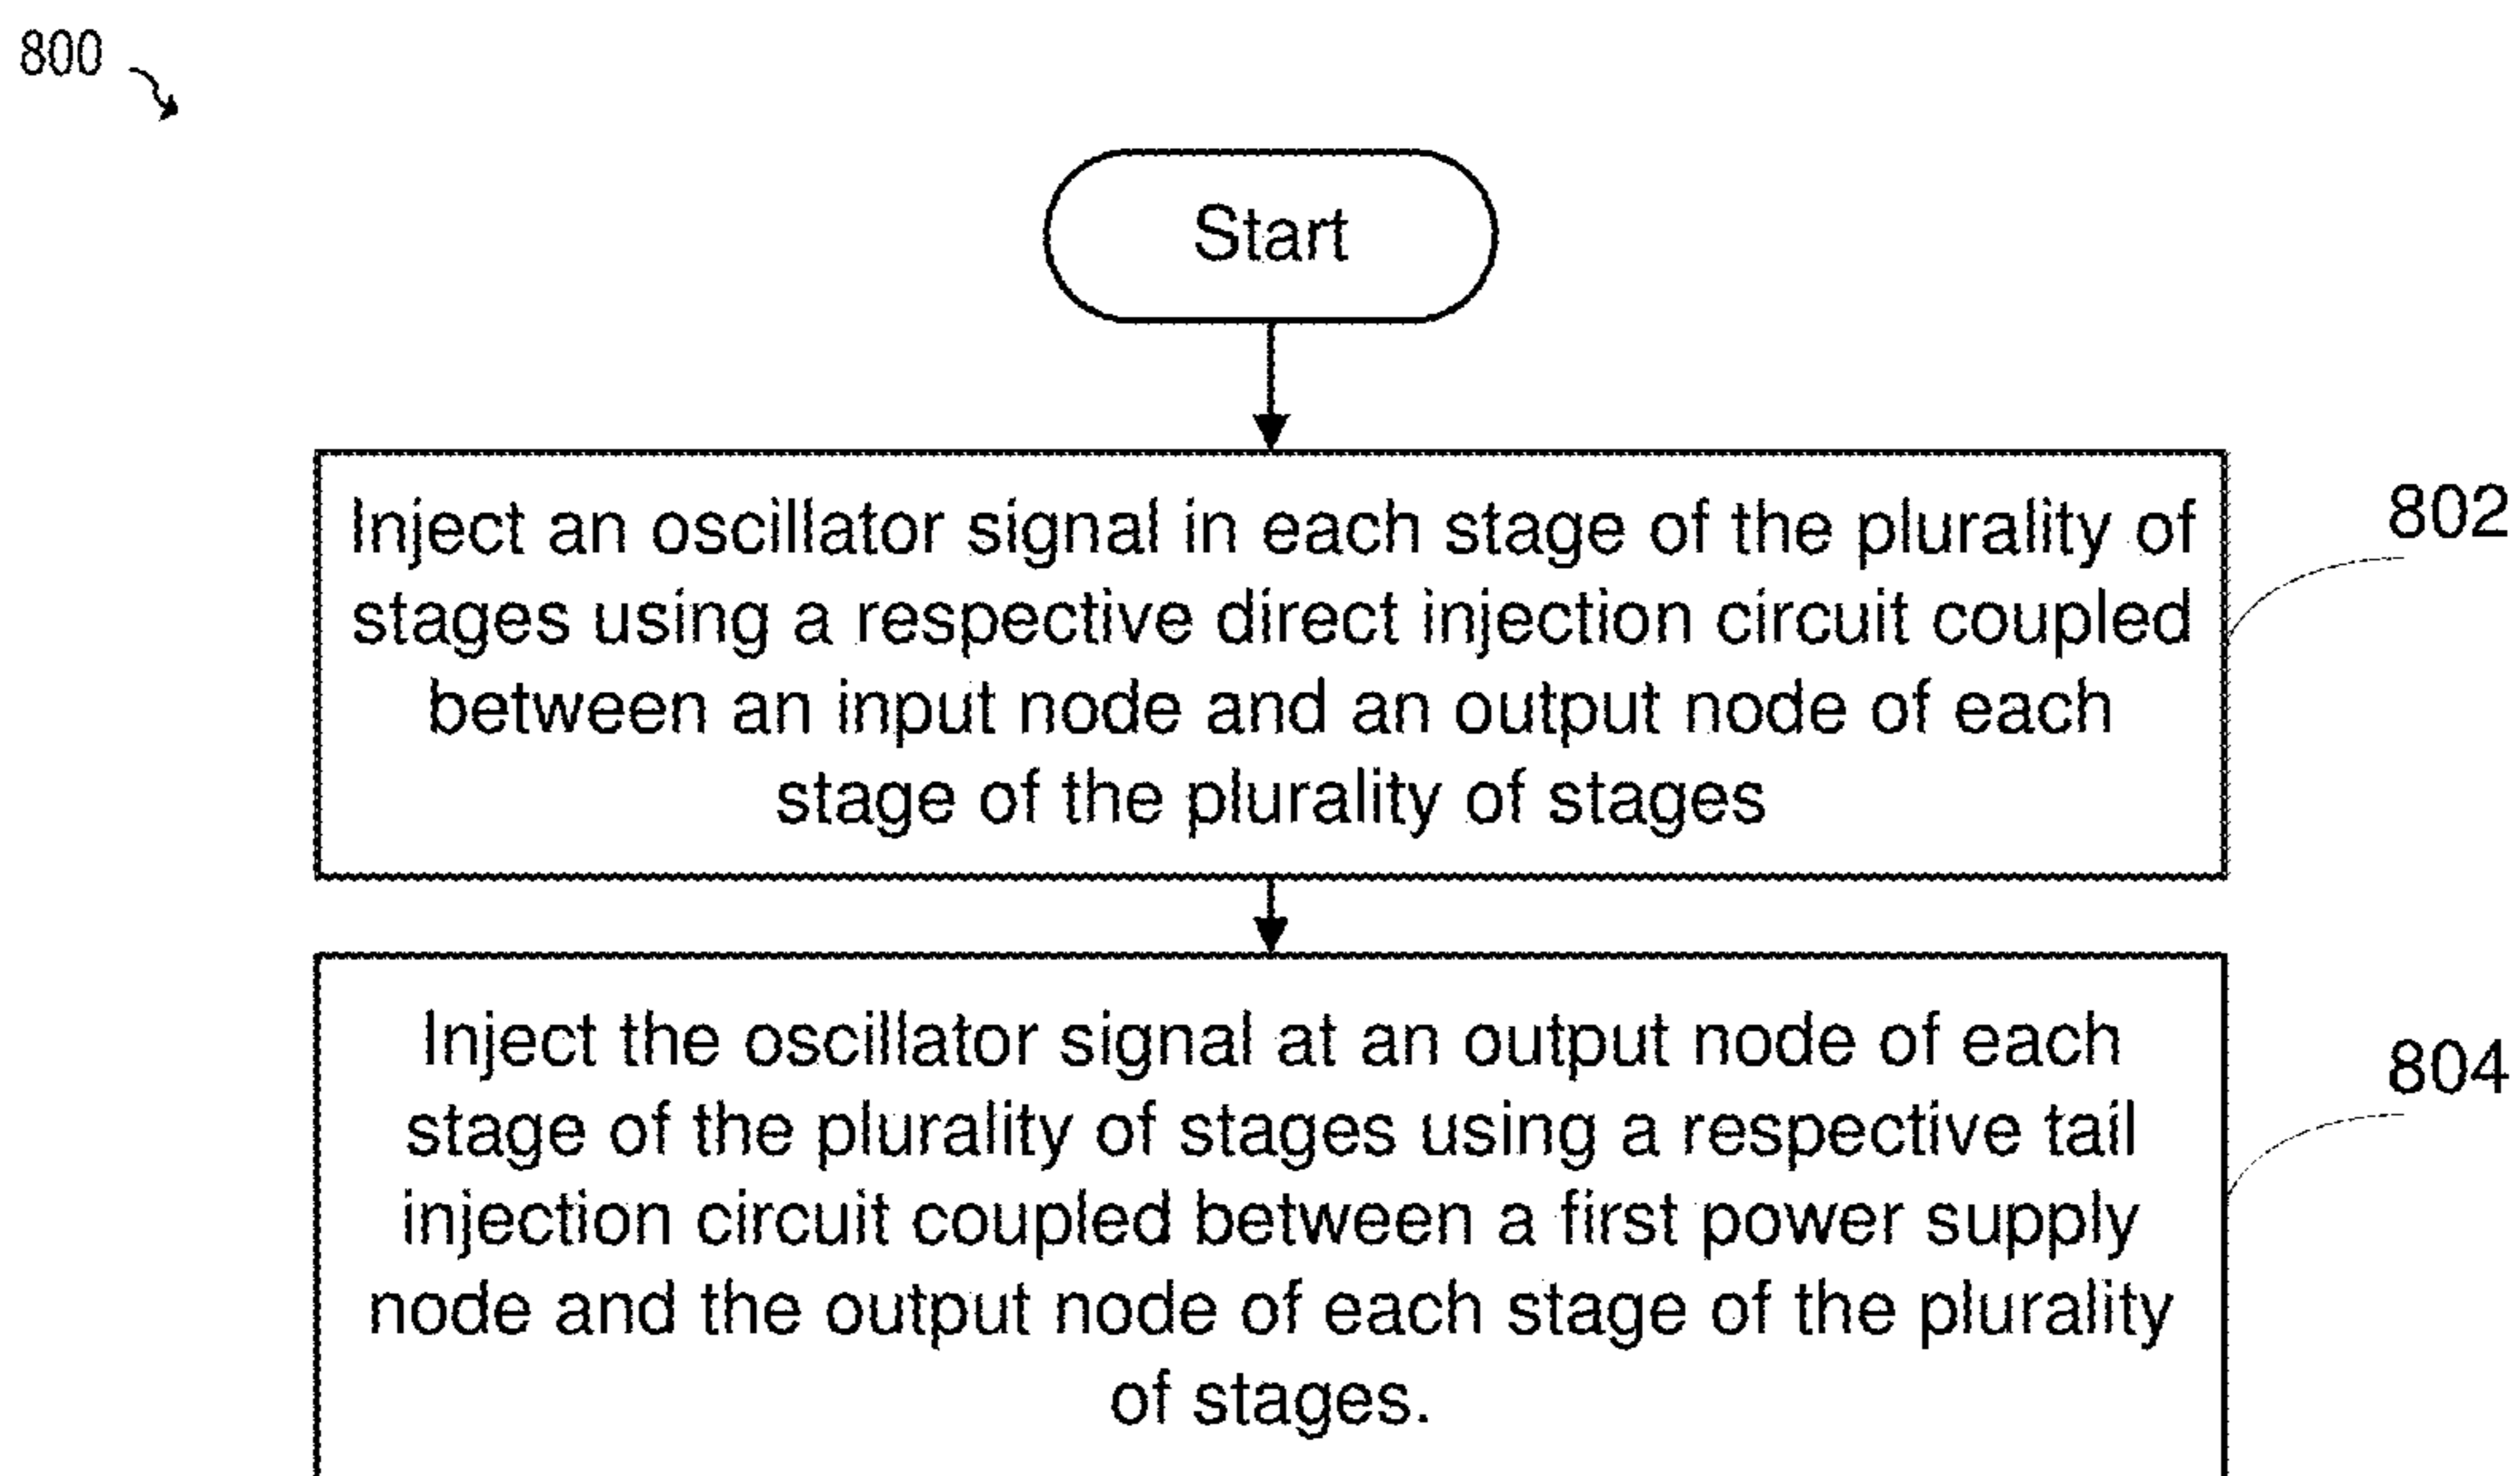 800
Start
Inject an oscillator signal in each stage of the plurality of
stages using a respective direct injection circuit coupled
between an input node and an output node of each
stage of the plurality of stages
802
Inject the oscillator signal at an output node of each
stage of the plurality of stages using a respective tail
injection circuit coupled between a first power supply
node and the output node of each stage of the plurality
of stages.
804